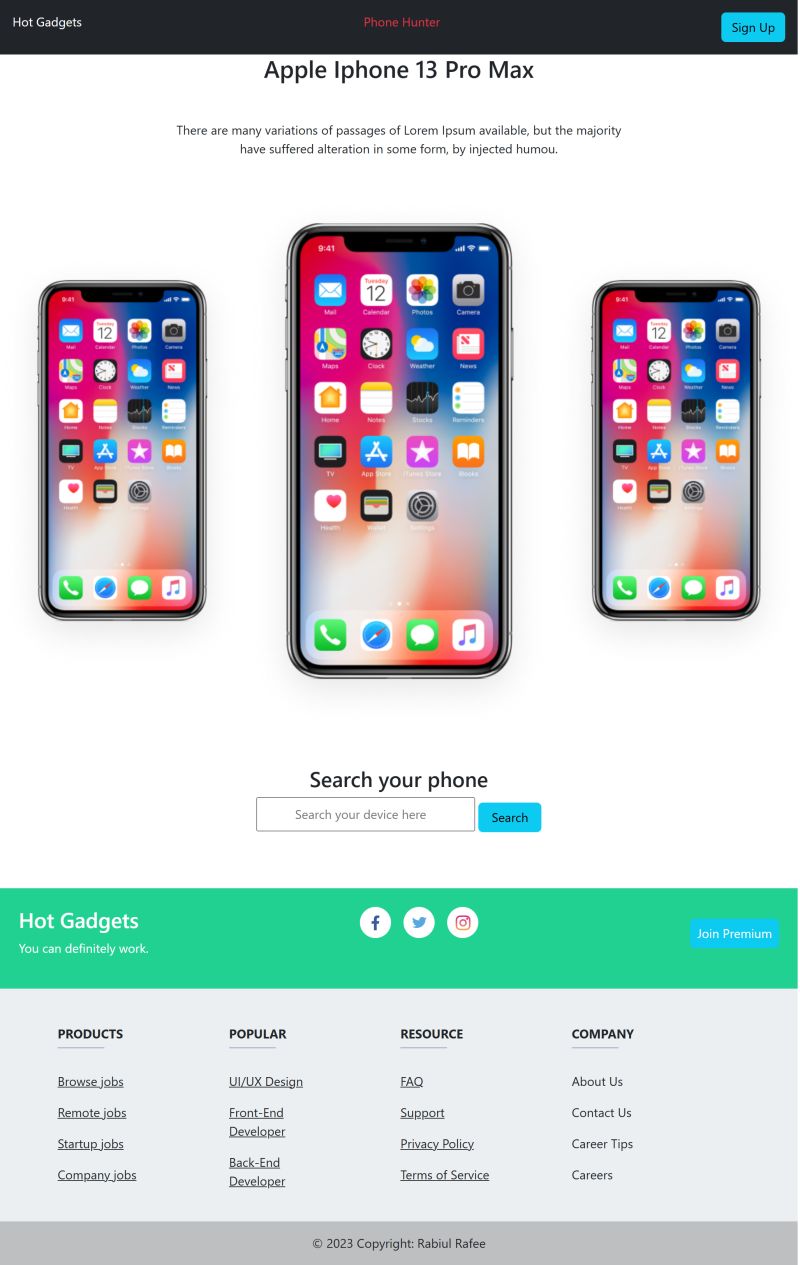 Hot Gadgets
Phone Hunter
Sign Up
Apple Iphone 13 Pro Max
There are many variations of passages of Lorem Ipsum available, but the majority
have suffered alteration in some form, by injected humou.
9:41
Mail
Tuesday
12
Calendar
Photos
Camera
Maps
Clock
Weather
News
Home
Notes
Stocks
Reminders
TV
App Store
iTunes Store
iBooks
Health
Wallet
Settings
9:41
Tuesday
12
Mail
Calendar
Photos
Camera
Maps
Clock
Weather
News
Home
Notes
Stocks
Reminders
TV
App Store
iTunes Store
iBooks
Health
Wallet
Settings
9:41
Tuesday
12
Mail
Calendar
Photos
Camera
Maps
Clock
Weather
News
Home
Notes
Stocks
Reminders
TV
App Store
iTunes Store
iBooks
Health
Wallet
Settings
Search your phone
Search your device here
Search
Hot Gadgets
You can definitely work.
Join Premium
PRODUCTS
Browse jobs
Remote jobs
Startup jobs
Company jobs
POPULAR
UI/UX Design
Front-End
Developer
Back-End
Developer
RESOURCE
FAQ
Support
Privacy Policy
Terms of Service
COMPANY
About Us
Contact Us
Career Tips
Careers
© 2023 Copyright: Rabiul Rafee